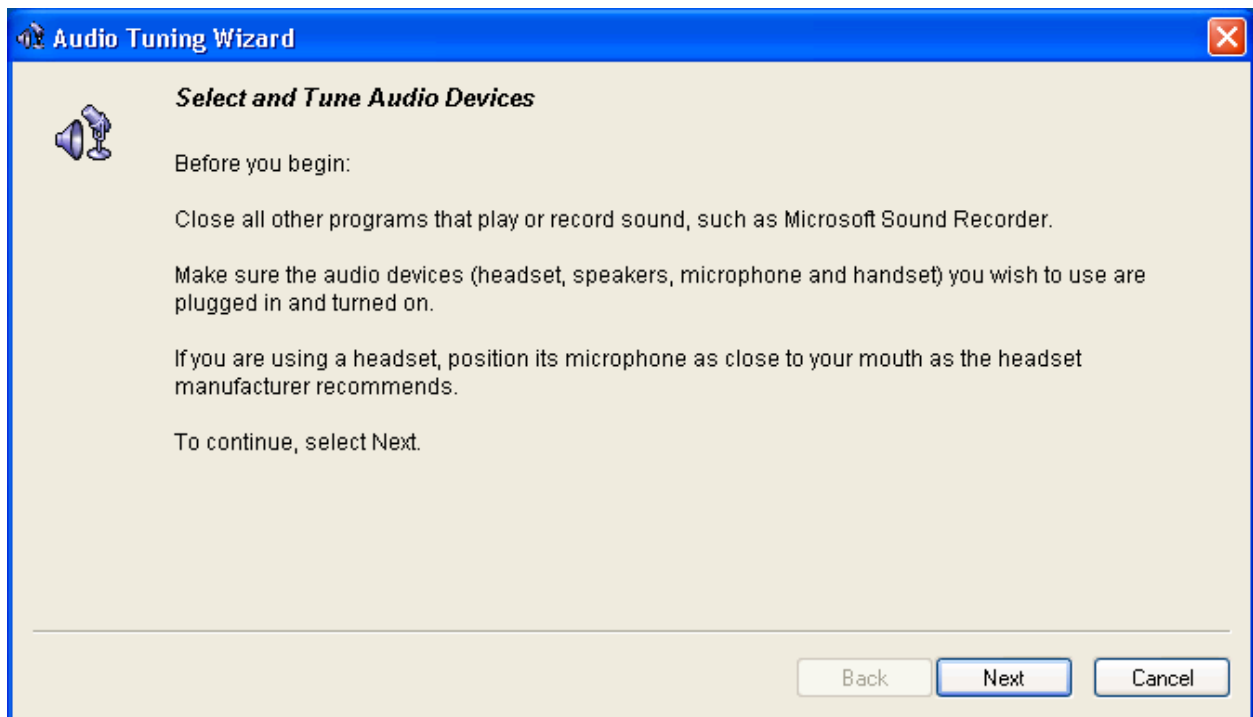 Audio Tuning Wizard
Select and Tune Audio Devices
Before you begin:
Close all other programs that play or record sound, such as Microsoft Sound Recorder.
Make sure the audio devices (headset, speakers, microphone and handset) you wish to use are
plugged in and turned on.
If you are using a headset, position its microphone as close to your mouth as the headset
manufacturer recommends.
To continue, select Next.
Back Next Cancel